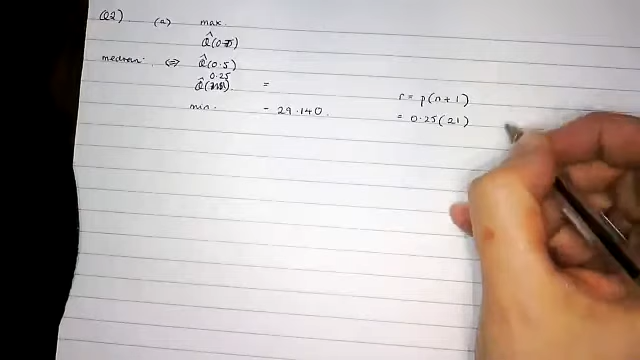 Q2) (a) max.
Q̂(0.75)
median: ⇔ Q̂(0.5)
0.25
Q̂( ) =
r = p(n+1)
min. = 29.140.
= 0.25(21)